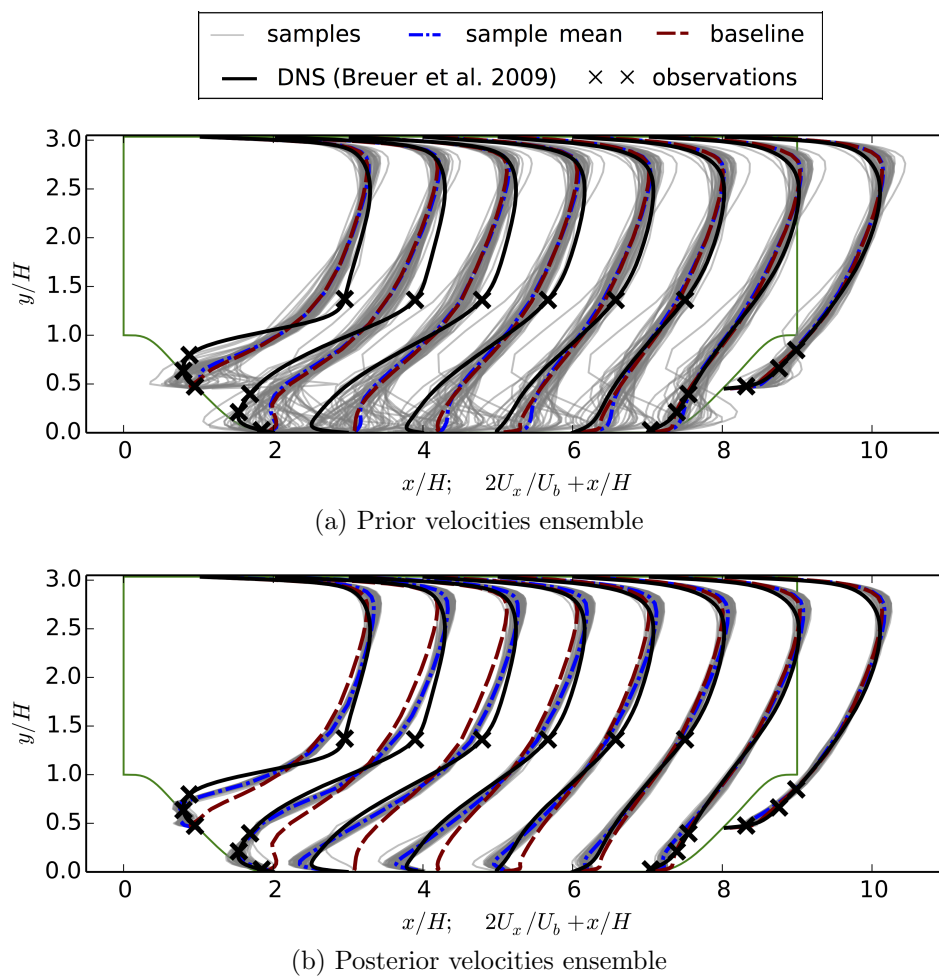 samples sample mean baseline
DNS (Breuer et al. 2009) × × observations
3.0
2.5
2.0
1.5
1.0
0.5
0.0
y/H
0 2 4 6 8 10
x/H; 2U_x/U_b + x/H
(a) Prior velocities ensemble
3.0
2.5
2.0
1.5
1.0
0.5
0.0
y/H
0 2 4 6 8 10
x/H; 2U_x/U_b + x/H
(b) Posterior velocities ensemble